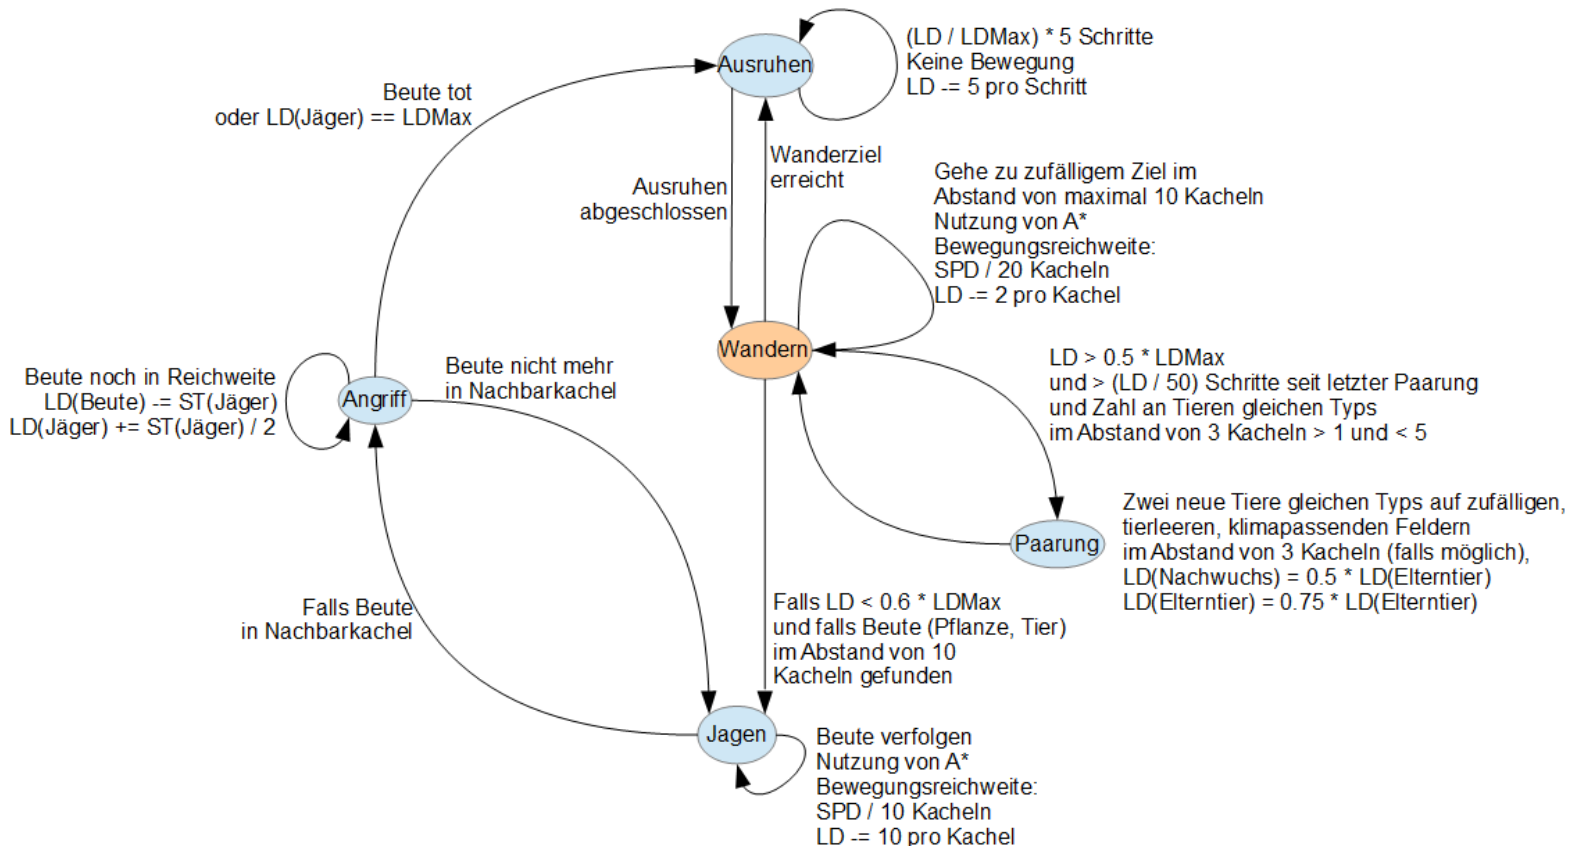 Ausruhen
(LD / LDMax) * 5 Schritte
Keine Bewegung
LD -= 5 pro Schritt
Beute tot
oder LD(Jäger) == LDMax
Wanderziel
erreicht
Ausruhen
abgeschlossen
Gehe zu zufälligem Ziel im
Abstand von maximal 10 Kacheln
Nutzung von A*
Bewegungsreichweite:
SPD / 20 Kacheln
LD -= 2 pro Kachel
Wandern
Beute noch in Reichweite
LD(Beute) -= ST(Jäger)
LD(Jäger) += ST(Jäger) / 2
Angriff
Beute nicht mehr
in Nachbarkachel
LD > 0.5 * LDMax
und > (LD / 50) Schritte seit letzter Paarung
und Zahl an Tieren gleichen Typs
im Abstand von 3 Kacheln > 1 und < 5
Paarung
Zwei neue Tiere gleichen Typs auf zufälligen,
tierleeren, klimapassenden Feldern
im Abstand von 3 Kacheln (falls möglich),
LD(Nachwuchs) = 0.5 * LD(Elterntier)
LD(Elterntier) = 0.75 * LD(Elterntier)
Falls Beute
in Nachbarkachel
Falls LD < 0.6 * LDMax
und falls Beute (Pflanze, Tier)
im Abstand von 10
Kacheln gefunden
Jagen
Beute verfolgen
Nutzung von A*
Bewegungsreichweite:
SPD / 10 Kacheln
LD -= 10 pro Kachel